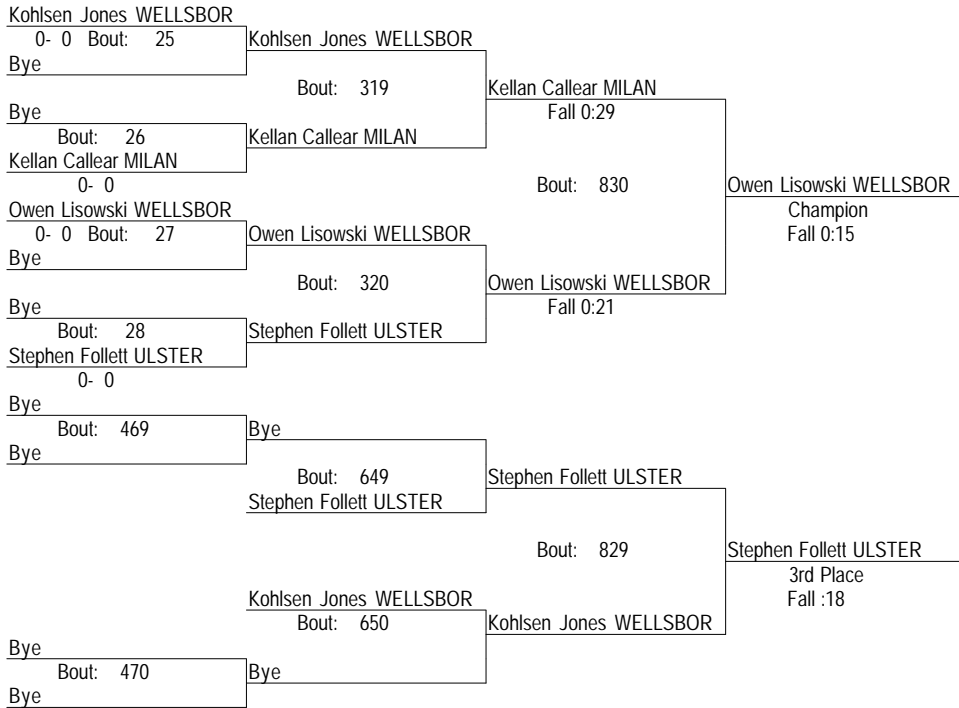 Kohlsen Jones WELLSBOR
0- 0 Bout: 25 Kohlsen Jones WELLSBOR
Bye
Bout: 319 Kellan Callear MILAN
Bye Fall 0:29
Bout: 26 Kellan Callear MILAN
Kellan Callear MILAN
0- 0 Bout: 830 Owen Lisowski WELLSBOR
Owen Lisowski WELLSBOR Champion
0- 0 Bout: 27 Owen Lisowski WELLSBOR Fall 0:15
Bye
Bout: 320 Owen Lisowski WELLSBOR
Bye Fall 0:21
Bout: 28 Stephen Follett ULSTER
Stephen Follett ULSTER
0- 0
Bye
Bout: 469 Bye
Bye
Bout: 649 Stephen Follett ULSTER
Stephen Follett ULSTER
Bout: 829 Stephen Follett ULSTER
3rd Place
Kohlsen Jones WELLSBOR Fall :18
Bout: 650 Kohlsen Jones WELLSBOR
Bye
Bout: 470 Bye
Bye